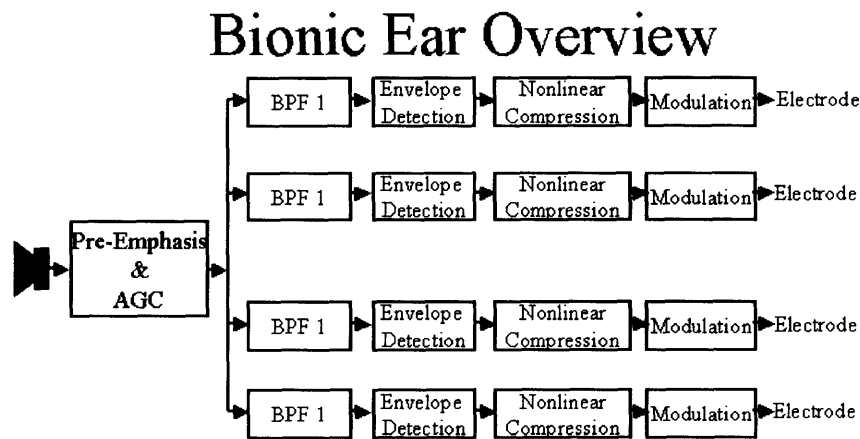 Bionic Ear Overview
BPF 1
Envelope
Detection
Nonlinear
Compression
Modulation
Electrode
BPF 1
Envelope
Detection
Nonlinear
Compression
Modulation
Electrode
Pre-Emphasis
&
AGC
BPF 1
Envelope
Detection
Nonlinear
Compression
Modulation
Electrode
BPF 1
Envelope
Detection
Nonlinear
Compression
Modulation
Electrode